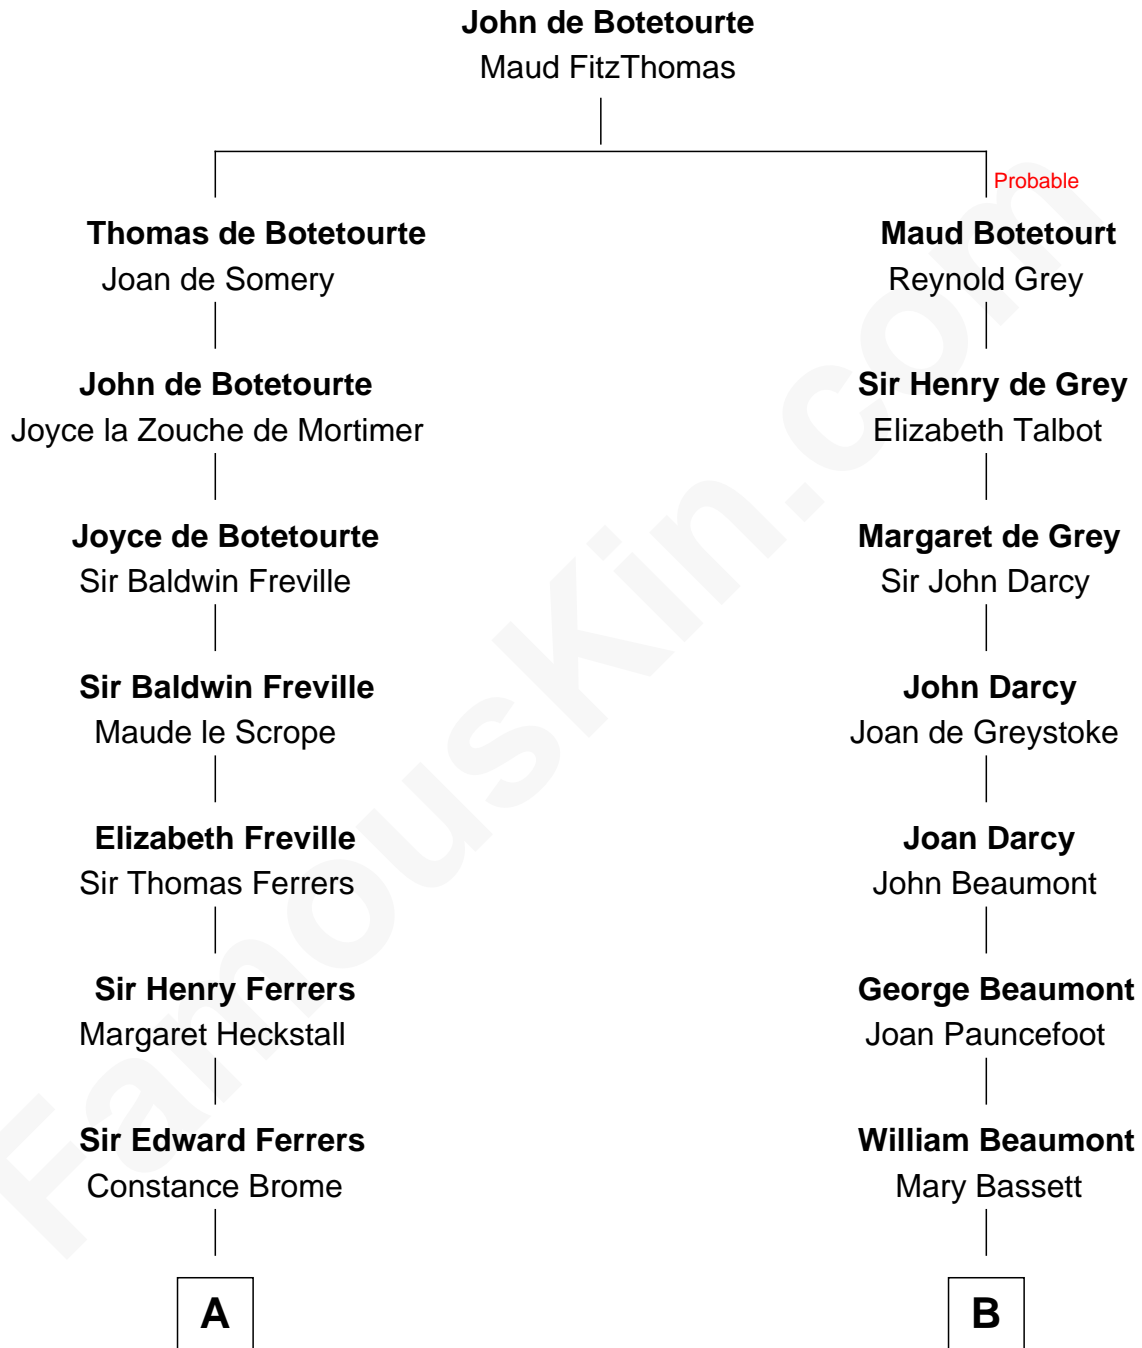 John de Botetourte
Maud FitzThomas
Probable
Thomas de Botetourte
Joan de Somery
Maud Botetourt
Reynold Grey
John de Botetourte
Joyce la Zouche de Mortimer
Sir Henry de Grey
Elizabeth Talbot
Joyce de Botetourte
Sir Baldwin Freville
Margaret de Grey
Sir John Darcy
Sir Baldwin Freville
Maude le Scrope
John Darcy
Joan de Greystoke
Elizabeth Freville
Sir Thomas Ferrers
Joan Darcy
John Beaumont
Sir Henry Ferrers
Margaret Heckstall
George Beaumont
Joan Pauncefoot
Sir Edward Ferrers
Constance Brome
William Beaumont
Mary Bassett
A
B
FamousKin.com